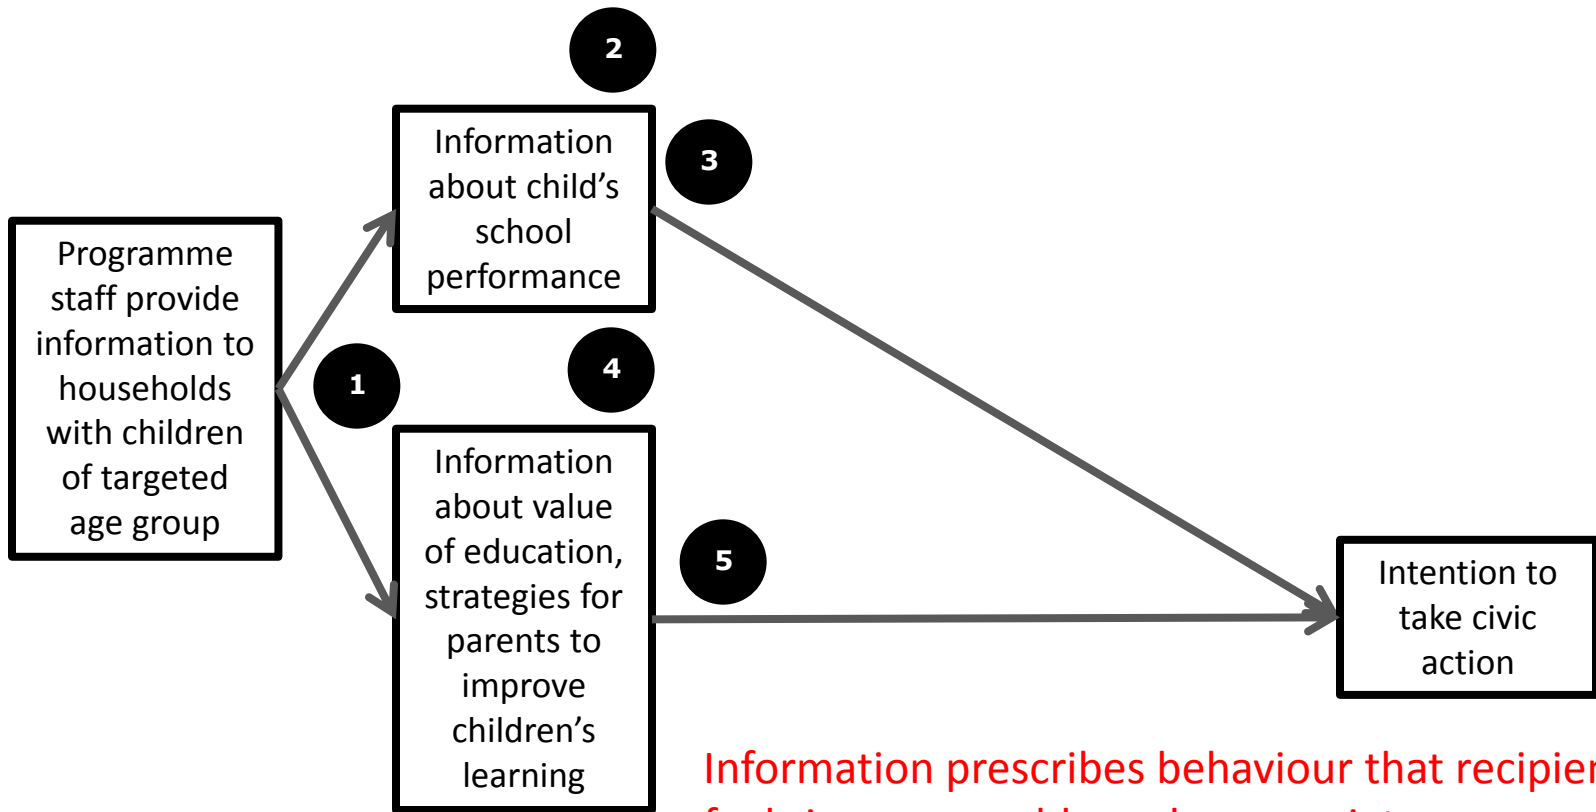 2
Information
about child’s
school
performance
3
Programme
staff provide
information to
households
with children
of targeted
age group
1
4
Information
about value
of education,
strategies for
parents to
improve
children’s
learning
5
Intention to
take civic
action
Information prescribes behaviour that